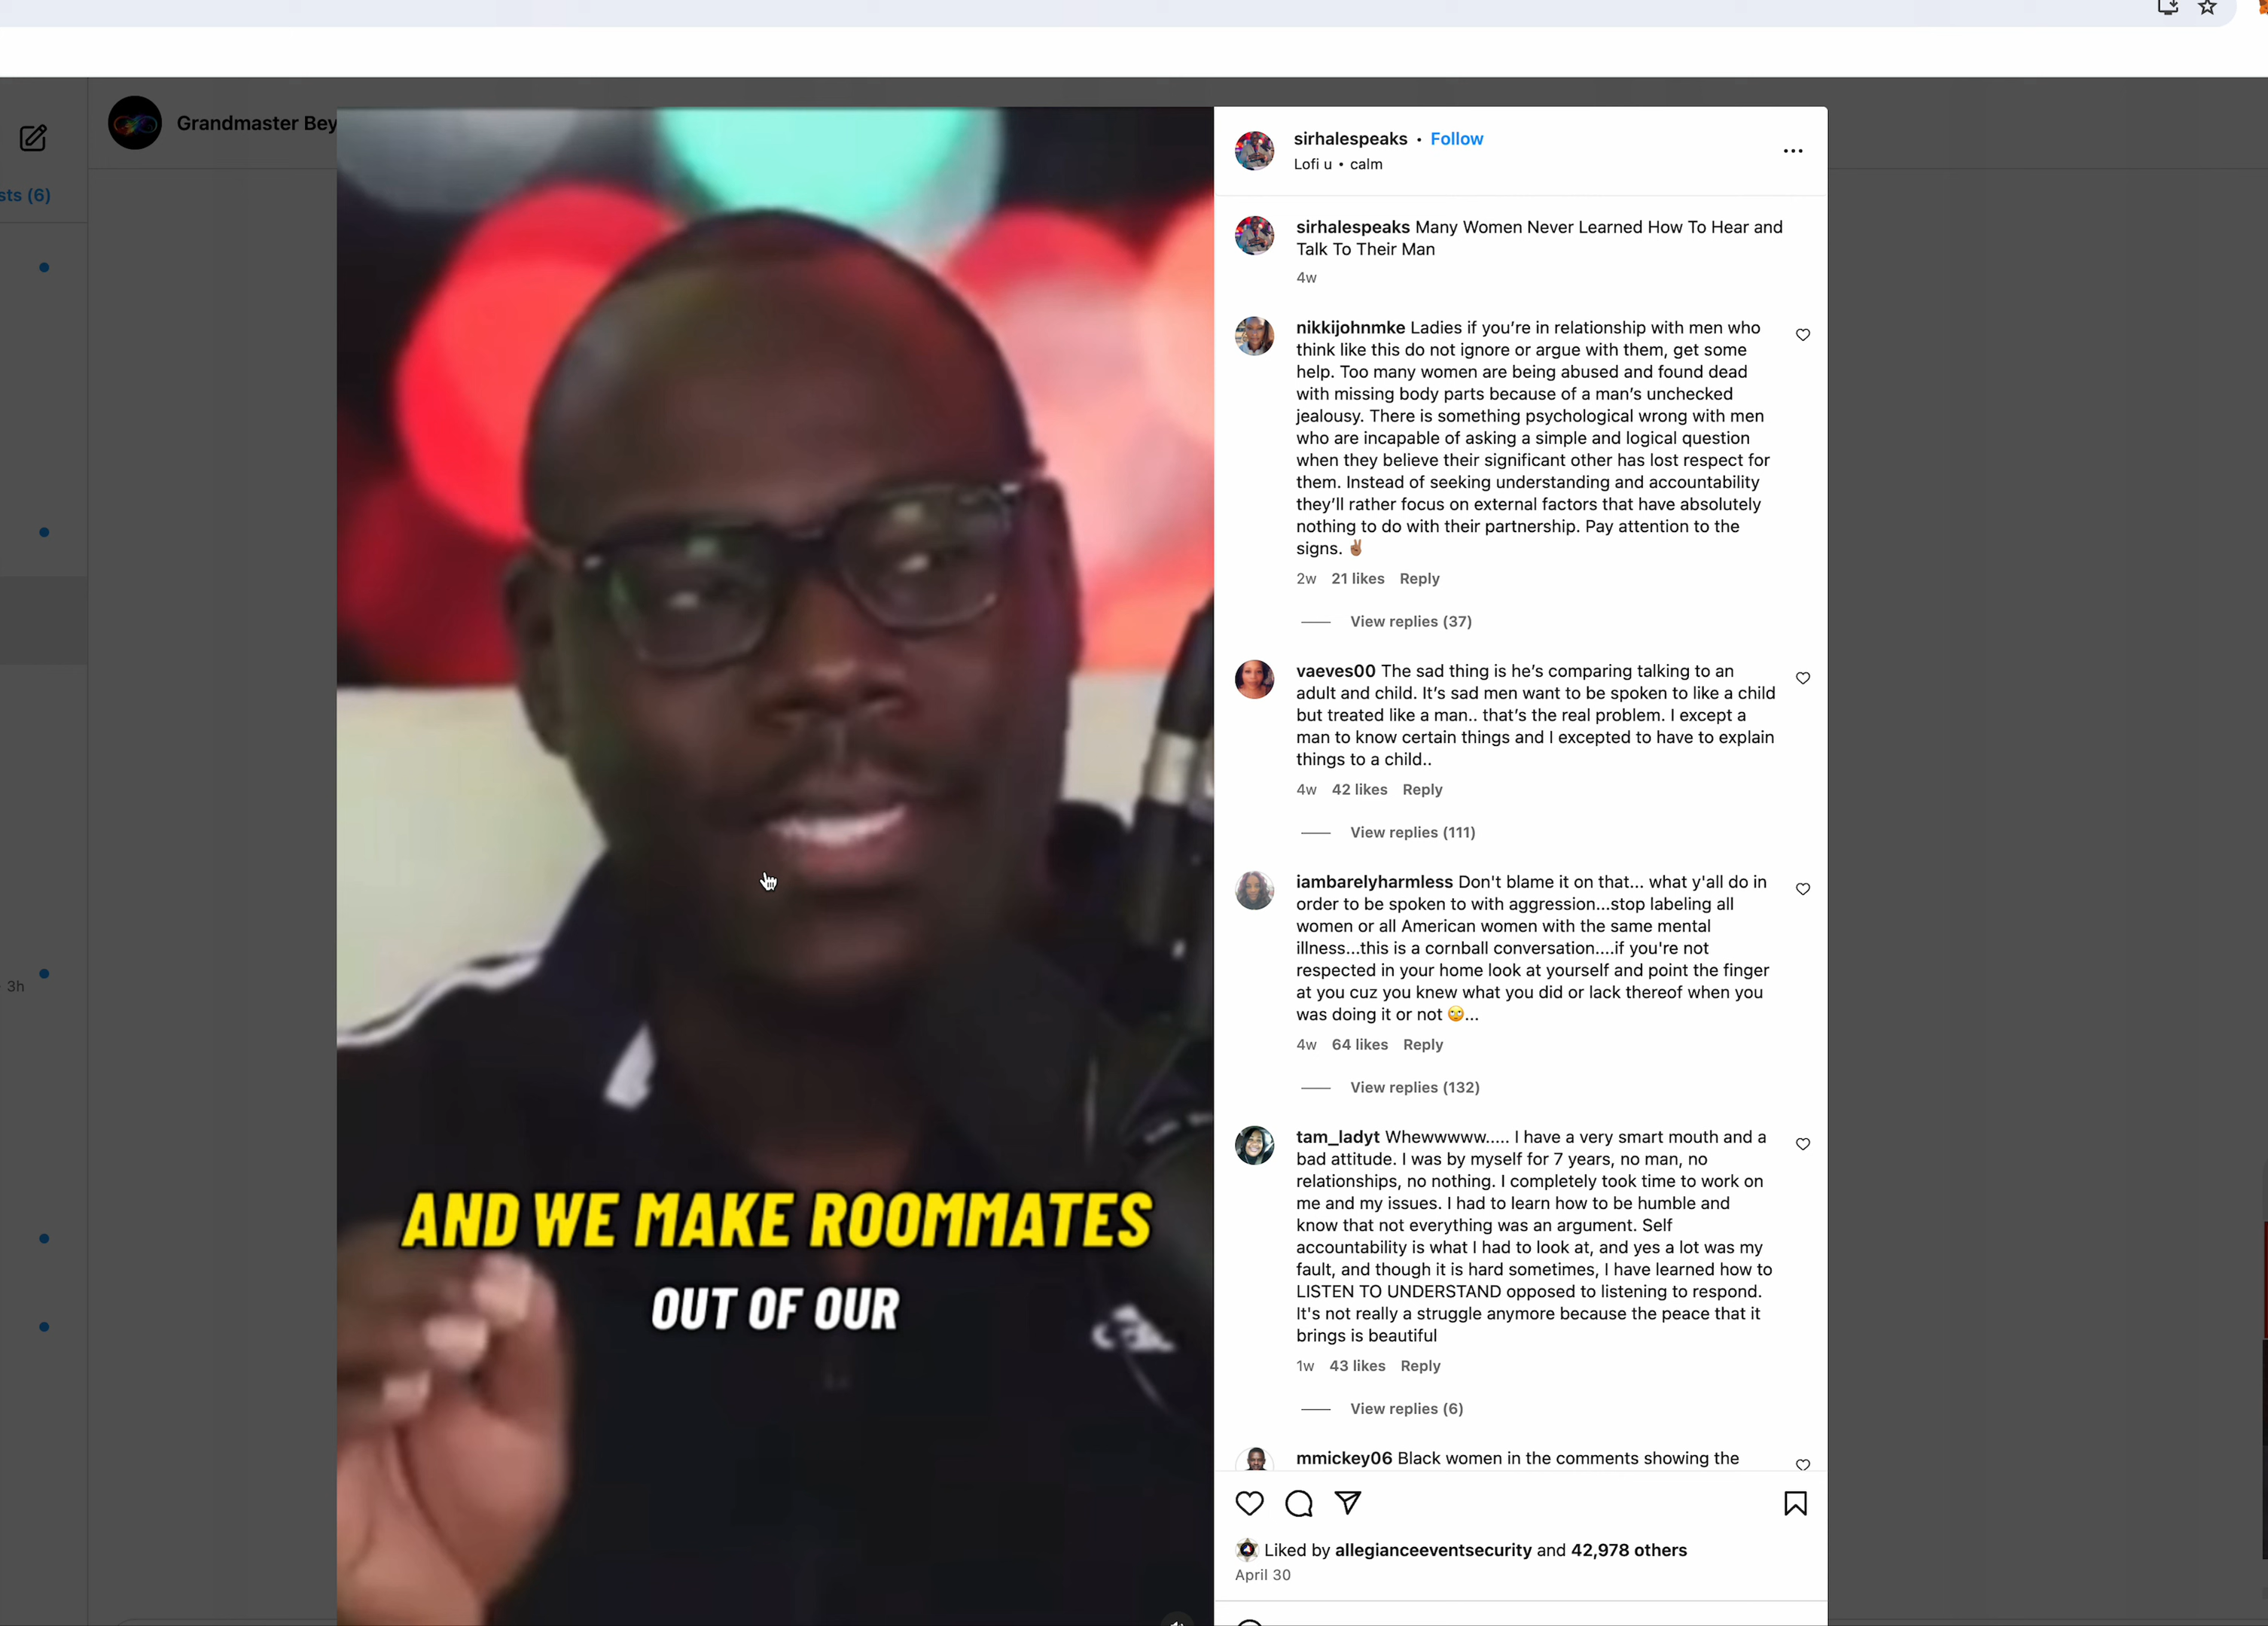 Grandmaster Bey
sts (6)
3h
AND WE MAKE ROOMMATES
OUT OF OUR
sirhalespeaks • Follow
Lofi u • calm
sirhalespeaks Many Women Never Learned How To Hear and
Talk To Their Man
4w
nikkijohnmke Ladies if you’re in relationship with men who
think like this do not ignore or argue with them, get some
help. Too many women are being abused and found dead
with missing body parts because of a man’s unchecked
jealousy. There is something psychological wrong with men
who are incapable of asking a simple and logical question
when they believe their significant other has lost respect for
them. Instead of seeking understanding and accountability
they’ll rather focus on external factors that have absolutely
nothing to do with their partnership. Pay attention to the
signs. ✌🏽
2w 21 likes Reply
View replies (37)
vaeves00 The sad thing is he’s comparing talking to an
adult and child. It’s sad men want to be spoken to like a child
but treated like a man.. that’s the real problem. I except a
man to know certain things and I excepted to have to explain
things to a child..
4w 42 likes Reply
View replies (111)
iambarelyharmless Don't blame it on that... what y'all do in
order to be spoken to with aggression...stop labeling all
women or all American women with the same mental
illness...this is a cornball conversation....if you're not
respected in your home look at yourself and point the finger
at you cuz you knew what you did or lack thereof when you
was doing it or not 🙄...
4w 64 likes Reply
View replies (132)
tam_ladyt Whewwwww..... I have a very smart mouth and a
bad attitude. I was by myself for 7 years, no man, no
relationships, no nothing. I completely took time to work on
me and my issues. I had to learn how to be humble and
know that not everything was an argument. Self
accountability is what I had to look at, and yes a lot was my
fault, and though it is hard sometimes, I have learned how to
LISTEN TO UNDERSTAND opposed to listening to respond.
It's not really a struggle anymore because the peace that it
brings is beautiful
1w 43 likes Reply
View replies (6)
mmickey06 Black women in the comments showing the
Liked by allegianceeventsecurity and 42,978 others
April 30